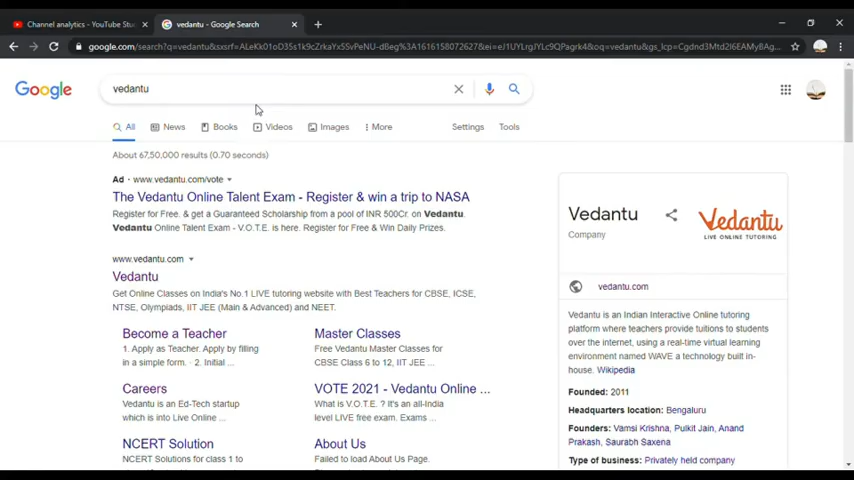 Channel analytics - YouTube Stu
vedantu - Google Search
google.com/search?q=vedantu&sxsrf=
Google
vedantu
All
News
Books
Videos
Images
More
Settings
Tools
About 67,50,000 results (0.70 seconds)
Ad · www.vedantu.com/vote
The Vedantu Online Talent Exam - Register & win a trip to NASA
Register for Free. & get a Guaranteed Scholarship from a pool of INR 500Cr. on Vedantu.
Vedantu Online Talent Exam - V.O.T.E. is here. Register for Free & Win Daily Prizes.
www.vedantu.com
Vedantu
Get Online Classes on India's No.1 LIVE tutoring website with Best Teachers for CBSE, ICSE,
NTSE, Olympiads, IIT JEE (Main & Advanced) and NEET.
Become a Teacher
1. Apply as Teacher. Apply by filling
in a simple form. · 2. Initial ...
Master Classes
Free Vedantu Master Classes for
CBSE Class 6 to 12, IIT JEE ...
Careers
Vedantu is an Ed-Tech startup
which is into Live Online ...
VOTE 2021 - Vedantu Online ...
What is V.O.T.E. ? It's an all-India
level LIVE free exam. Exams ...
NCERT Solution
NCERT Solutions for class 1 to
About Us
Failed to load About Us Page.
Vedantu
Company
Vedantu
LIVE ONLINE TUTORING
vedantu.com
Vedantu is an Indian Interactive Online tutoring
platform where teachers provide tuitions to students
over the internet, using a real-time virtual learning
environment named WAVE a technology built in-
house. Wikipedia
Founded: 2011
Headquarters location: Bengaluru
Founders: Vamsi Krishna, Pulkit Jain, Anand
Prakash, Saurabh Saxena
Type of business: Privately held company